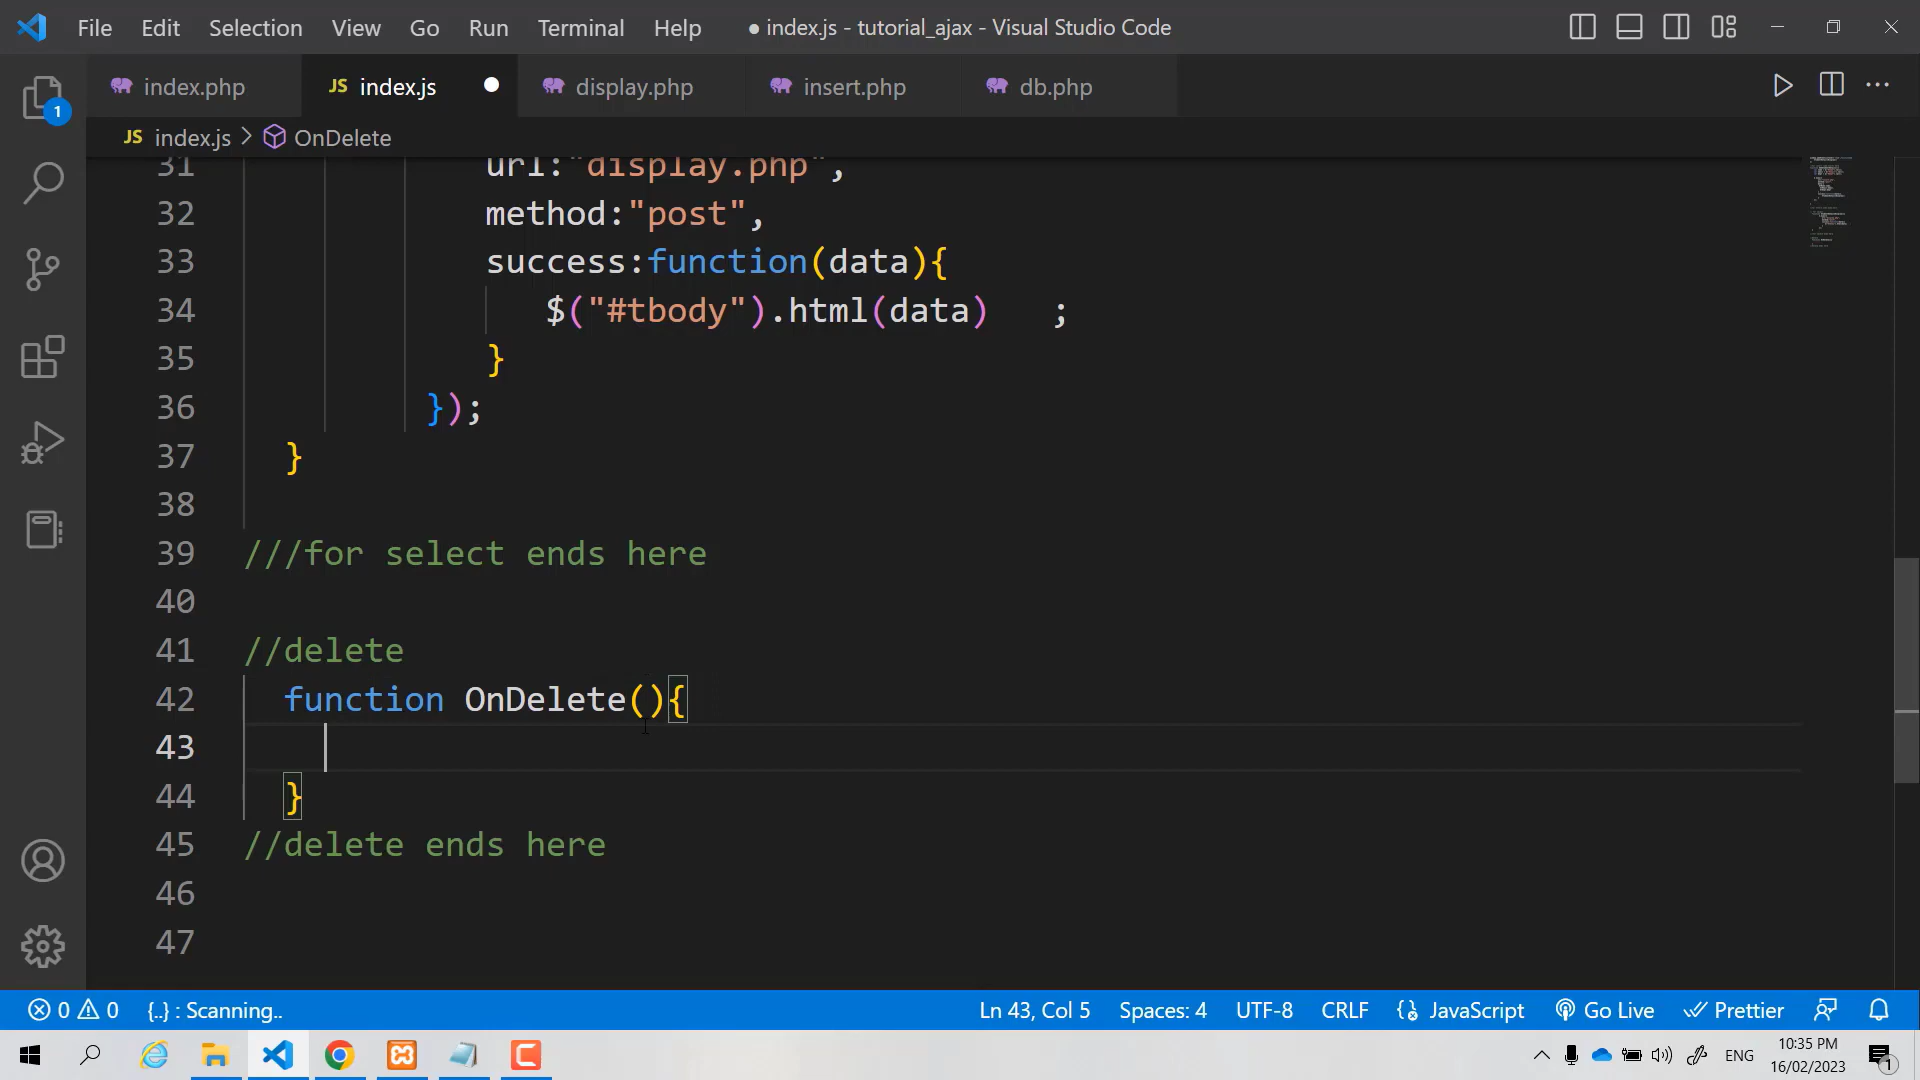 File Edit Selection View Go Run Terminal Help ● index.js - tutorial_ajax - Visual Studio Code
index.php JS index.js display.php insert.php db.php
JS index.js > OnDelete
31 url:"display.php",
32 method:"post",
33 success:function(data){
34 $("#tbody").html(data)   ;
35 }
36 });
37 }
38
39 ///for select ends here
40
41 //delete
42 function OnDelete(){
43
44 }
45 //delete ends here
46
47
1
0 0 {..} : Scanning.. Ln 43, Col 5 Spaces: 4 UTF-8 CRLF JavaScript Go Live Prettier
ENG 10:35 PM
16/02/2023 1